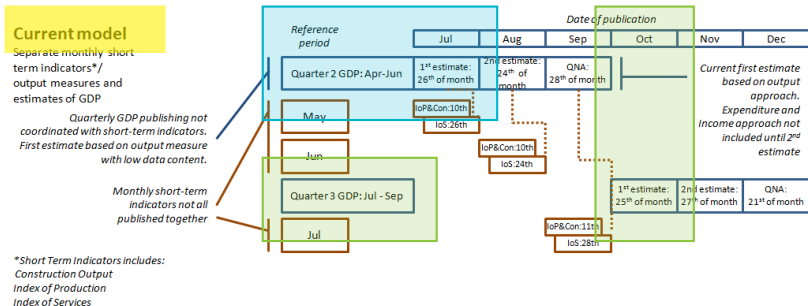 Current model
Separate monthly short
term indicators*/
output measures and
estimates of GDP
Reference
period
Date of publication
Jul
Aug
Sep
Oct
Nov
Dec
Quarter 2 GDP: Apr-Jun
1st estimate:
26th of month
2nd estimate:
24th of
month
QNA:
28th of month
Current first estimate
based on output
approach.
Expenditure and
Income approach not
included until 2nd
estimate
Quarterly GDP publishing not
coordinated with short-term indicators.
First estimate based on output measure
with low data content.
May
IoP&Con:10th
IoS:26th
Jun
IoP&Con:10th
IoS:24th
Monthly short-term
indicators not all
published together
Quarter 3 GDP: Jul - Sep
1st estimate:
25th of month
2nd estimate:
27th of month
QNA:
21st of month
Jul
IoP&Con:11th
IoS:28th
*Short Term Indicators includes:
Construction Output
Index of Production
Index of Services